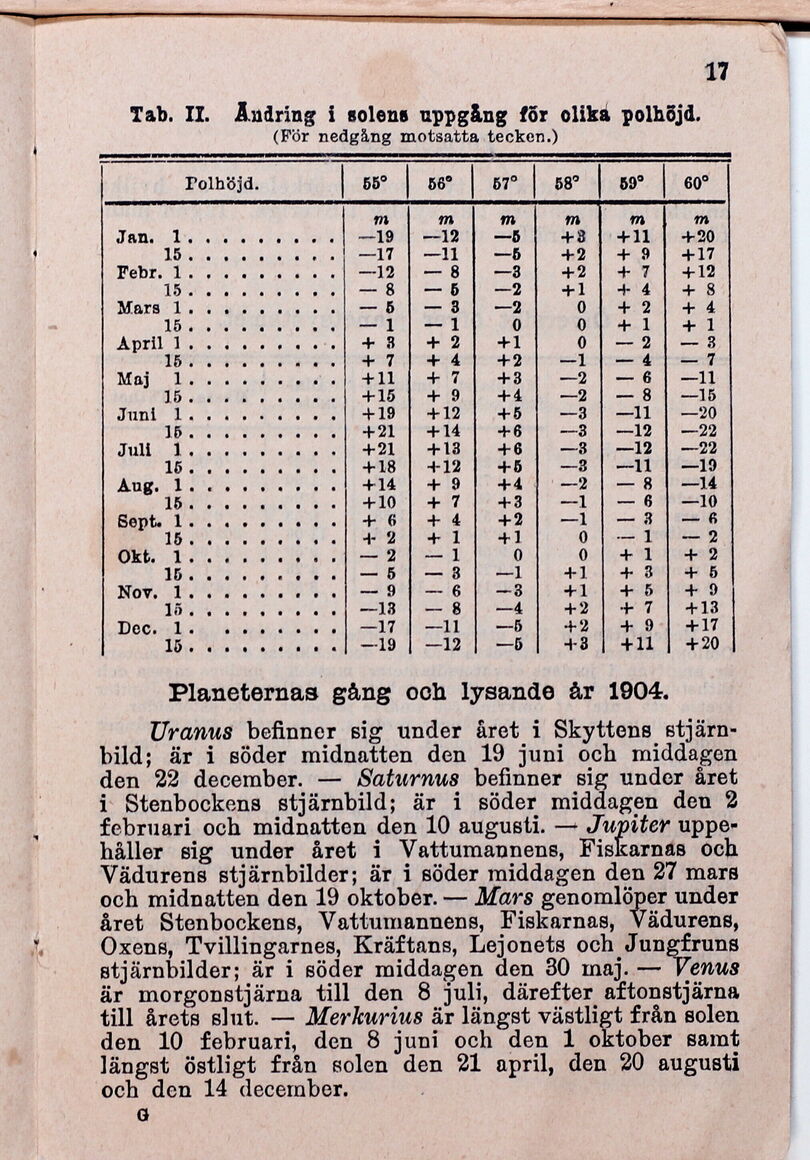 17
Tab. II. Ändring i solens uppgång för olika polhöjd.
(För nedgång motsatta tecken.)
Polhöjd. 55° 56° 57° 58° 59° 60°
m m m m m m
Jan. 1 . . . . . . . . . —19 —12 —5 +3 +11 +20
15 . . . . . . . . . —17 —11 —5 +2 + 9 +17
Febr. 1 . . . . . . . . . —12 — 8 —3 +2 + 7 +12
15 . . . . . . . . . — 8 — 5 —2 +1 + 4 + 8
Mars 1 . . . . . . . . . — 5 — 3 —2 0 + 2 + 4
15 . . . . . . . . . — 1 — 1 0 0 + 1 + 1
April 1 . . . . . . . . . + 3 + 2 +1 0 — 2 — 3
15 . . . . . . . . . + 7 + 4 +2 —1 — 4 — 7
Maj 1 . . . . . . . . . +11 + 7 +3 —2 — 6 —11
15 . . . . . . . . . +15 + 9 +4 —2 — 8 —15
Juni 1 . . . . . . . . . +19 +12 +5 —3 —11 —20
15 . . . . . . . . . +21 +14 +6 —3 —12 —22
Juli 1 . . . . . . . . . +21 +13 +6 —3 —12 —22
15 . . . . . . . . . +18 +12 +5 —3 —11 —19
Aug. 1 . . . . . . . . . +14 + 9 +4 —2 — 8 —14
15 . . . . . . . . . +10 + 7 +3 —1 — 6 —10
Sept. 1 . . . . . . . . . + 6 + 4 +2 —1 — 3 — 6
15 . . . . . . . . . + 2 + 1 +1 0 — 1 — 2
Okt. 1 . . . . . . . . . — 2 — 1 0 0 + 1 + 2
15 . . . . . . . . . — 5 — 3 —1 +1 + 3 + 5
Nov. 1 . . . . . . . . . — 9 — 6 —3 +1 + 5 + 9
15 . . . . . . . . . —13 — 8 —4 +2 + 7 +13
Dec. 1 . . . . . . . . —17 —11 —5 +2 + 9 +17
15 . . . . . . . . . —19 —12 —5 +3 +11 +20
Planeternas gång och lysande år 1904.
Uranus befinner sig under året i Skyttens stjärn-
bild; är i söder midnatten den 19 juni och middagen
den 22 december. — Saturnus befinner sig under året
i Stenbockens stjärnbild; är i söder middagen den 2
februari och midnatten den 10 augusti. — Jupiter uppe-
håller sig under året i Vattumannens, Fiskarnas och
Vädurens stjärnbilder; är i söder middagen den 27 mars
och midnatten den 19 oktober. — Mars genomlöper under
året Stenbockens, Vattumannens, Fiskarnas, Vädurens,
Oxens, Tvillingarnes, Kräftans, Lejonets och Jungfruns
stjärnbilder; är i söder middagen den 30 maj. — Venus
är morgonstjärna till den 8 juli, därefter aftonstjärna
till årets slut. — Merkurius är längst västligt från solen
den 10 februari, den 8 juni och den 1 oktober samt
längst östligt från solen den 21 april, den 20 augusti
och den 14 december.
G